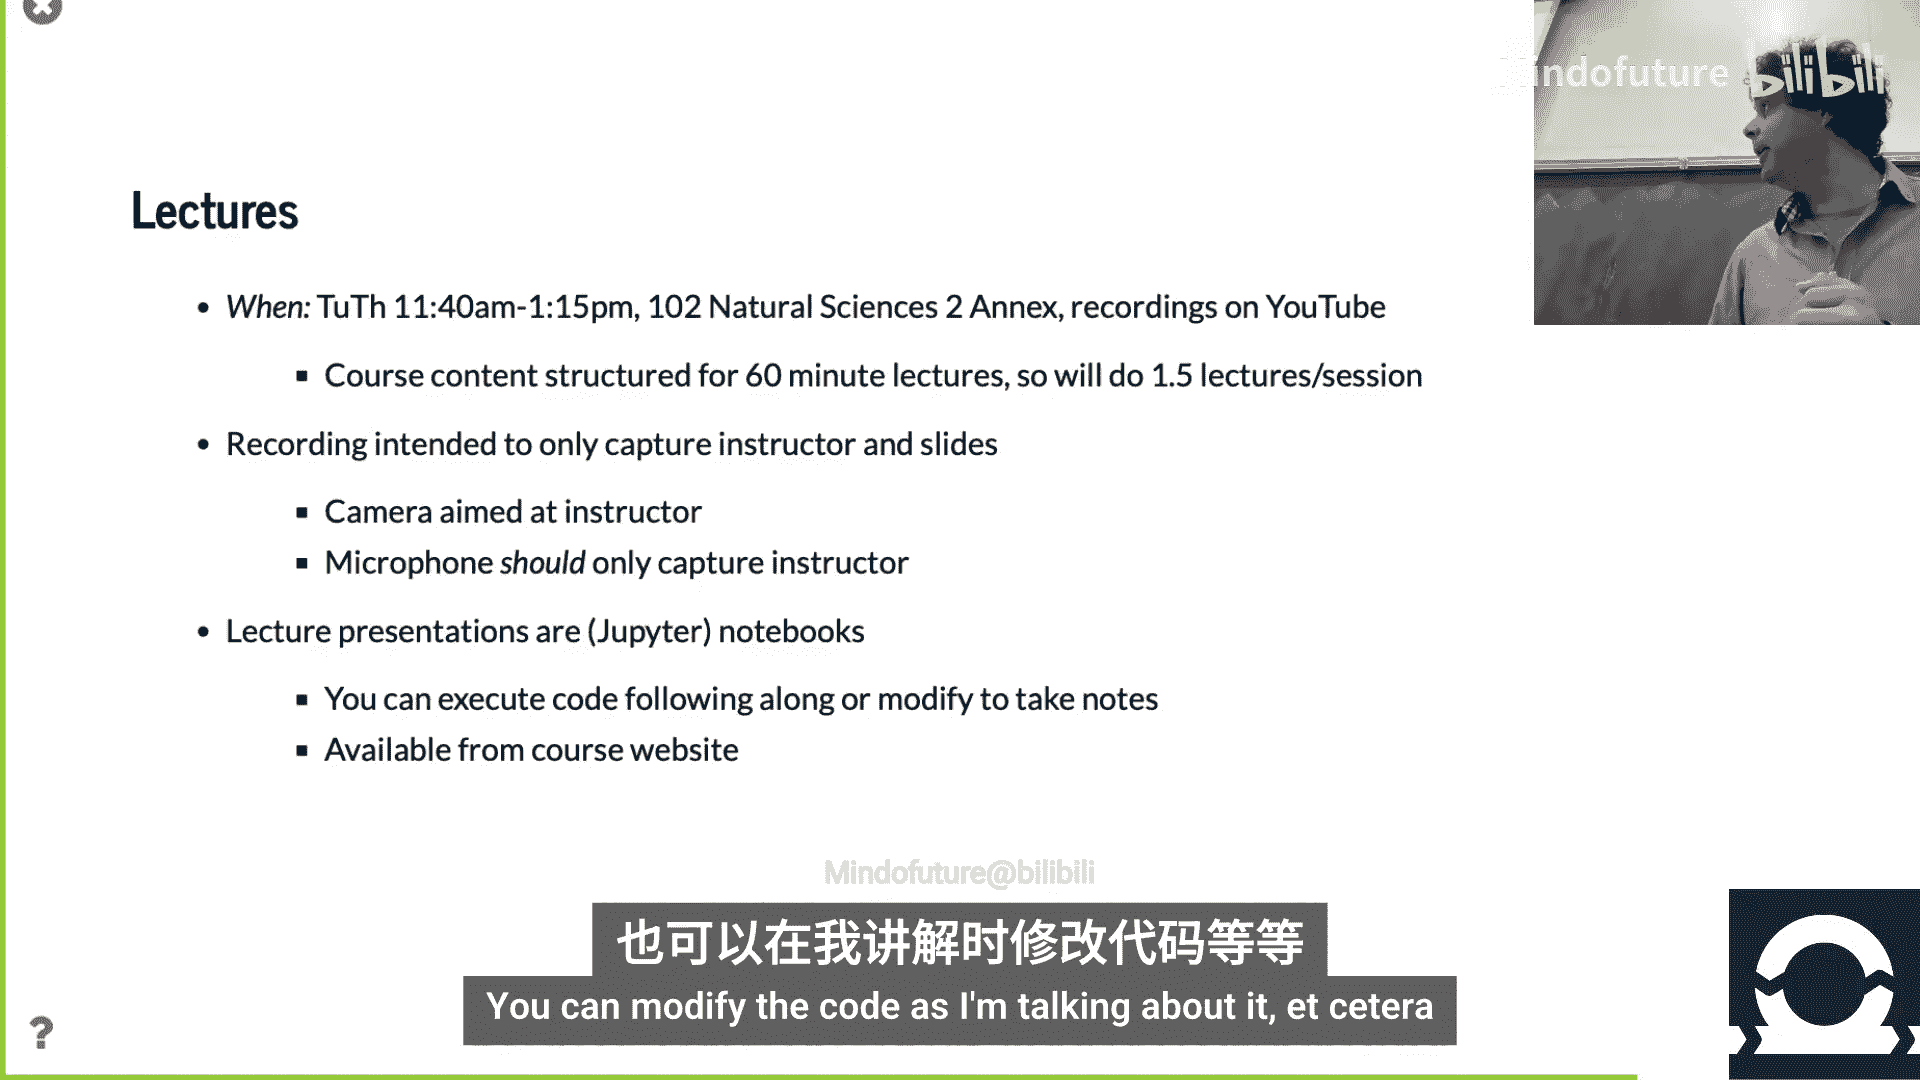 indofuture bilibili
Lectures
• When: TuTh 11:40am-1:15pm, 102 Natural Sciences 2 Annex, recordings on YouTube
▪ Course content structured for 60 minute lectures, so will do 1.5 lectures/session
• Recording intended to only capture instructor and slides
▪ Camera aimed at instructor
▪ Microphone should only capture instructor
• Lecture presentations are (Jupyter) notebooks
▪ You can execute code following along or modify to take notes
▪ Available from course website
Mindofuture@bilibili
也可以在我讲解时修改代码等等
You can modify the code as I'm talking about it, et cetera
?